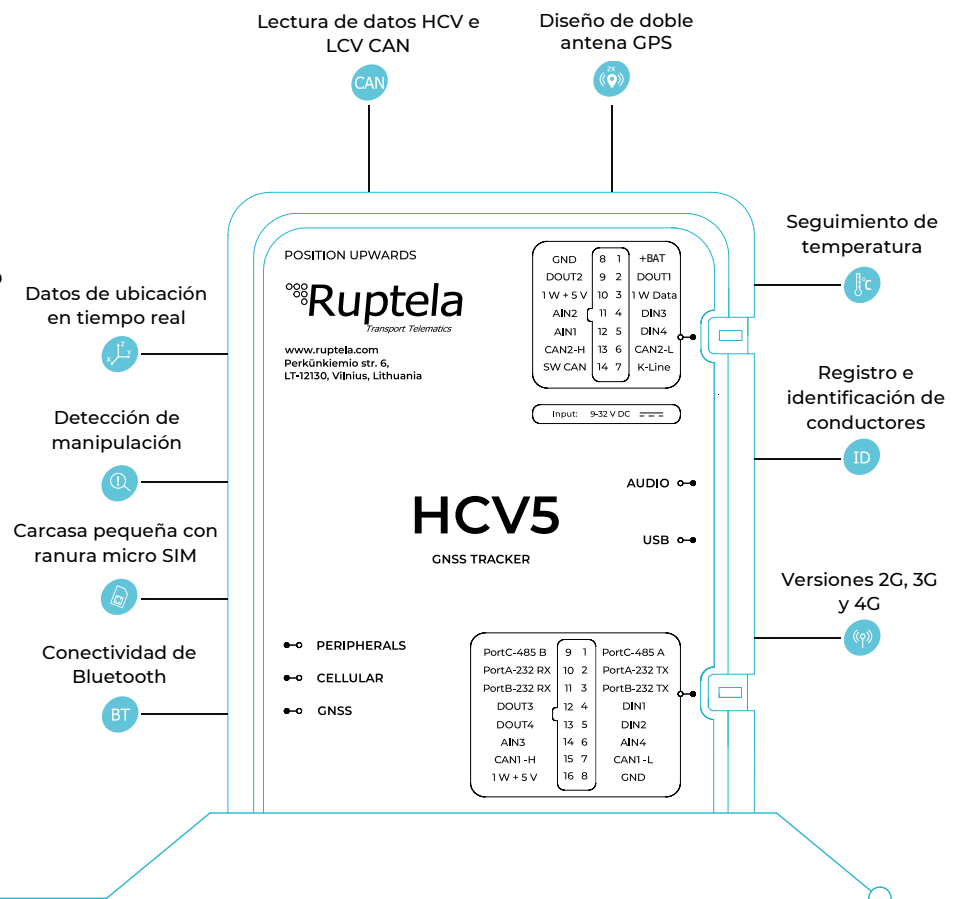 Lectura de datos HCV e
LCV CAN
CAN
Diseño de doble
antena GPS
2X
Seguimiento de
temperatura
°C
Datos de ubicación
en tiempo real
Z
X
Y
Detección de
manipulación
Carcasa pequeña con
ranura micro SIM
Conectividad de
Bluetooth
BT
Registro e
identificación de
conductores
ID
Versiones 2G, 3G
y 4G
POSITION UPWARDS
Ruptela
Transport Telematics
www.ruptela.com
Perkūnkiemio str. 6,
LT-12130, Vilnius, Lithuania
GND 8 1 +BAT
DOUT2 9 2 DOUT1
1 W + 5 V 10 3 1 W Data
AIN2 11 4 DIN3
AIN1 12 5 DIN4
CAN2-H 13 6 CAN2-L
SW CAN 14 7 K-Line
Input: 9-32 V DC
AUDIO
HCV5
USB
GNSS TRACKER
PERIPHERALS
CELLULAR
GNSS
PortC-485 B 9 1 PortC-485 A
PortA-232 RX 10 2 PortA-232 TX
PortB-232 RX 11 3 PortB-232 TX
DOUT3 12 4 DIN1
DOUT4 13 5 DIN2
AIN3 14 6 AIN4
CAN1-H 15 7 CAN1-L
1 W + 5 V 16 8 GND